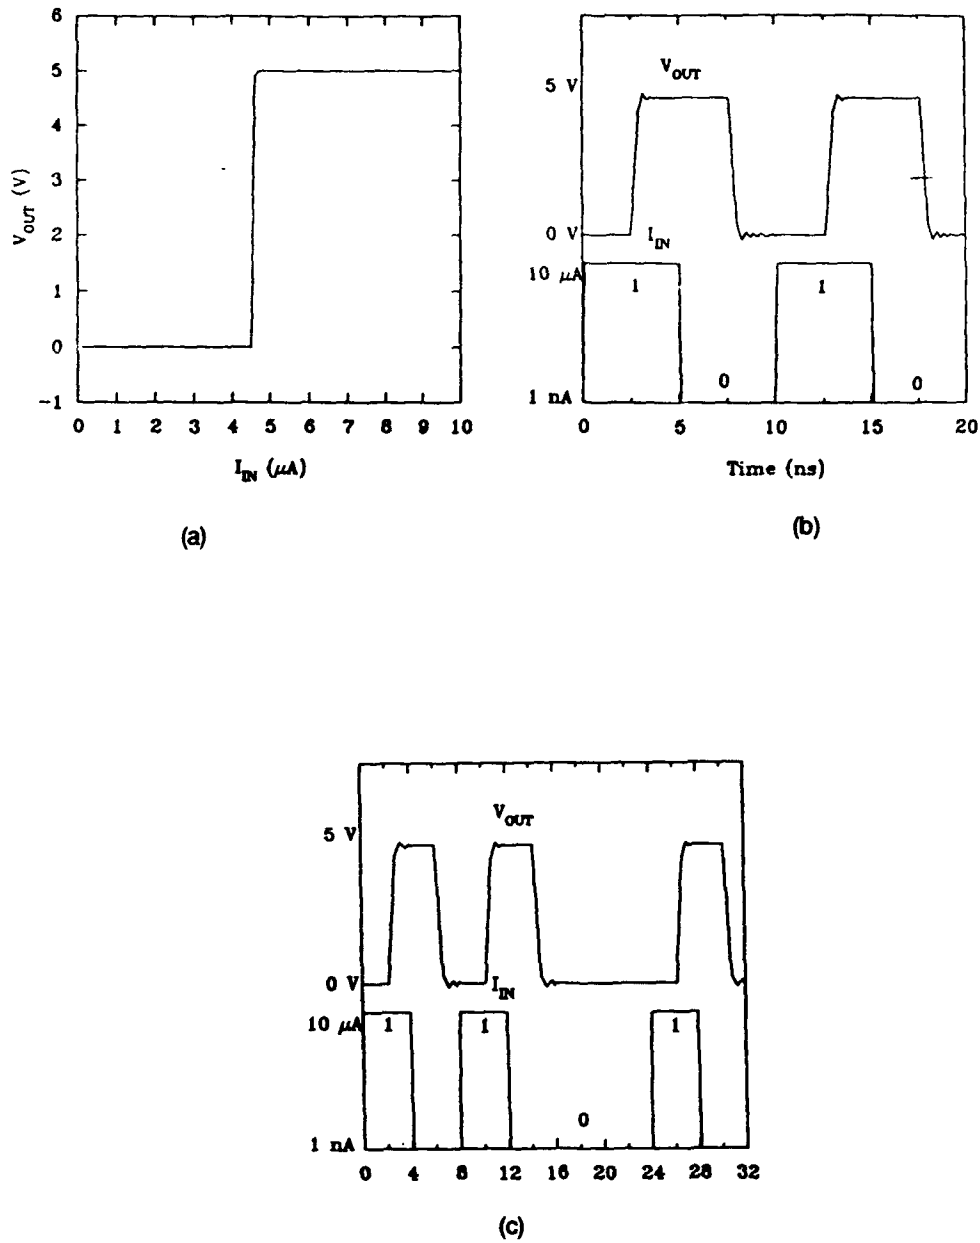 6
5
4
3
2
1
0
−1
V_OUT (V)
0 1 2 3 4 5 6 7 8 9 10
I_IN (μA)
(a)
V_OUT
5 V
0 V
I_IN
10 μA
1 1
0 0
1 nA
0 5 10 15 20
Time (ns)
(b)
V_OUT
5 V
0 V
I_IN
10 μA
1 1 1
0
1 nA
0 4 8 12 16 20 24 28 32
(c)